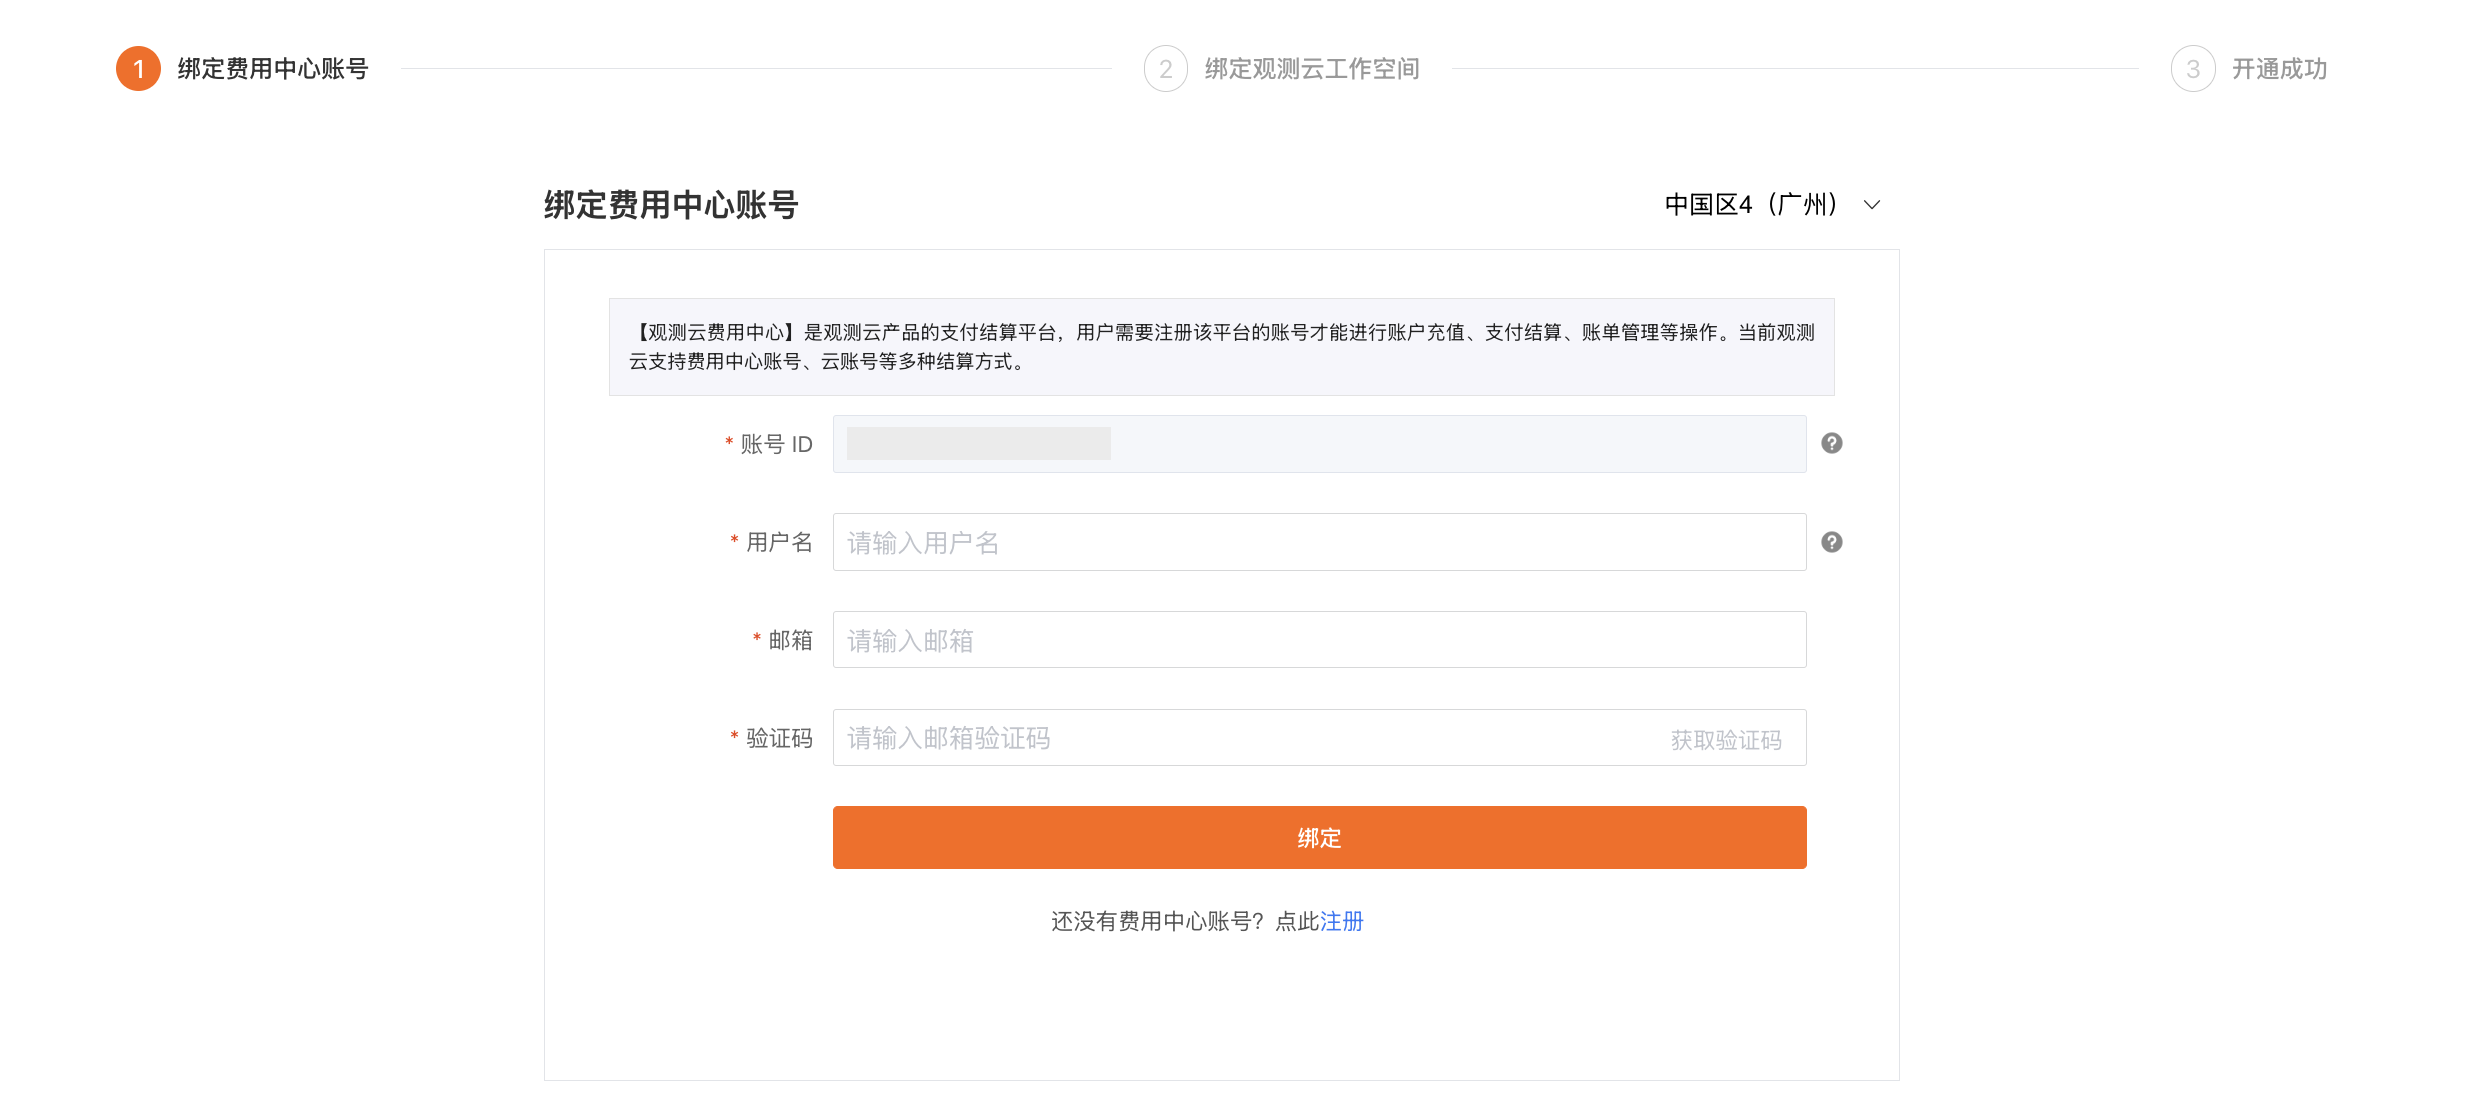 1 绑定费用中心账号
2 绑定观测云工作空间
3 开通成功
绑定费用中心账号
中国区4（广州）
【观测云费用中心】是观测云产品的支付结算平台，用户需要注册该平台的账号才能进行账户充值、支付结算、账单管理等操作。当前观测
云支持费用中心账号、云账号等多种结算方式。
* 账号 ID
* 用户名 请输入用户名
* 邮箱 请输入邮箱
* 验证码 请输入邮箱验证码 获取验证码
绑定
还没有费用中心账号？点此注册